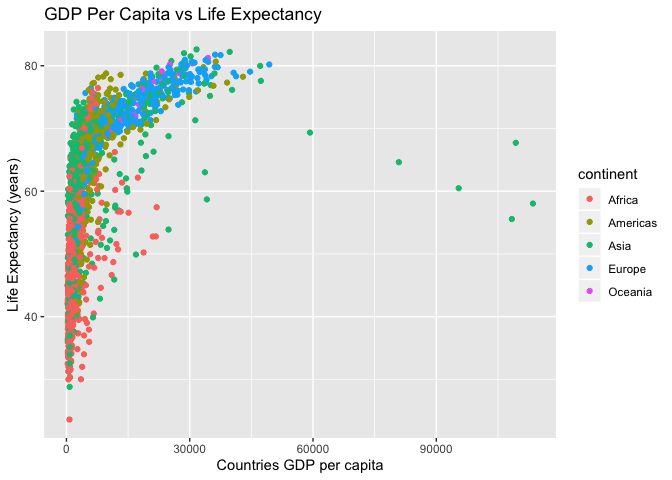 GDP Per Capita vs Life Expectancy
Life Expectancy (years)
80
60
40
0
30000
60000
90000
Countries GDP per capita
continent
Africa
Americas
Asia
Europe
Oceania